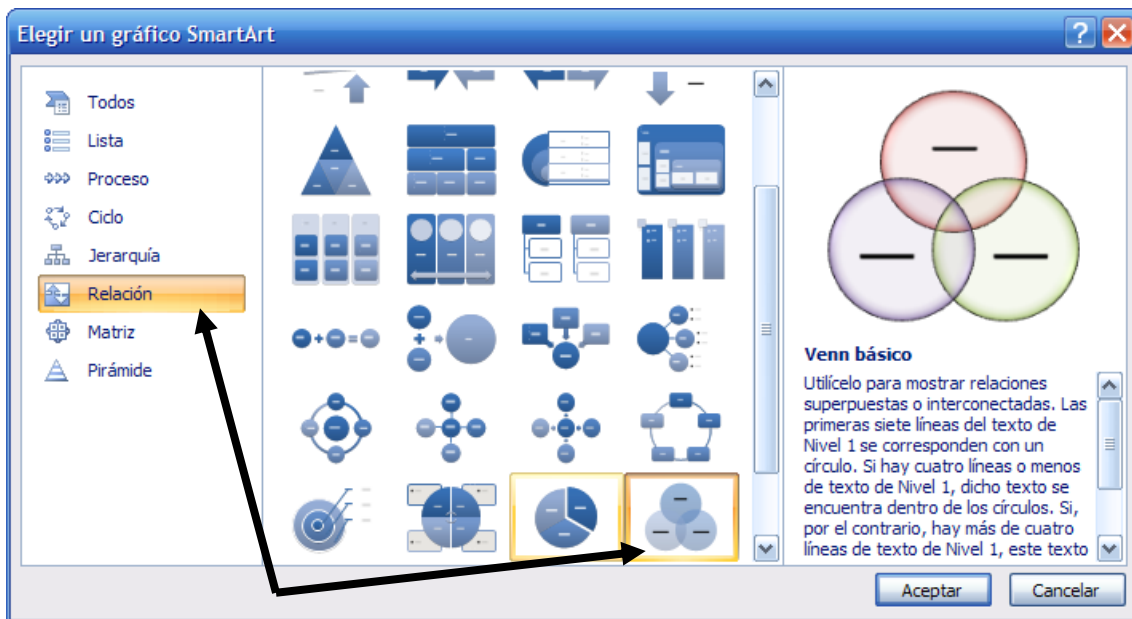 Elegir un gráfico SmartArt
Todos
Lista
Proceso
Ciclo
Jerarquía
Relación
Matriz
Pirámide
Venn básico
Utilícelo para mostrar relaciones
superpuestas o interconectadas. Las
primeras siete líneas del texto de
Nivel 1 se corresponden con un
círculo. Si hay cuatro líneas o menos
de texto de Nivel 1, dicho texto se
encuentra dentro de los círculos. Si,
por el contrario, hay más de cuatro
líneas de texto de Nivel 1, este texto
Aceptar
Cancelar